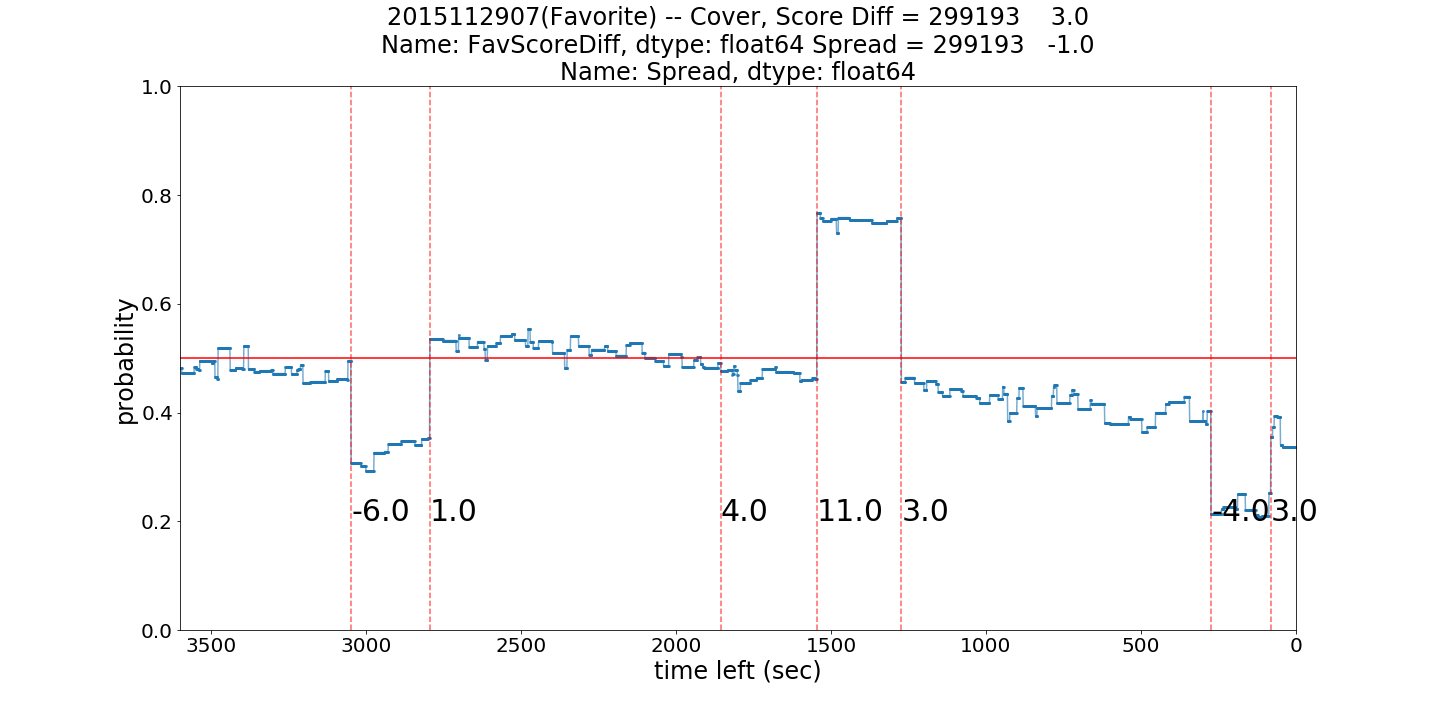 2015112907(Favorite) -- Cover, Score Diff = 299193    3.0
Name: FavScoreDiff, dtype: float64 Spread = 299193   -1.0
Name: Spread, dtype: float64
1.0
0.8
0.6
0.4
0.2
0.0
probability
-6.0
1.0
4.0
11.0
3.0
-4.0
3.0
3500 3000 2500 2000 1500 1000 500 0
time left (sec)